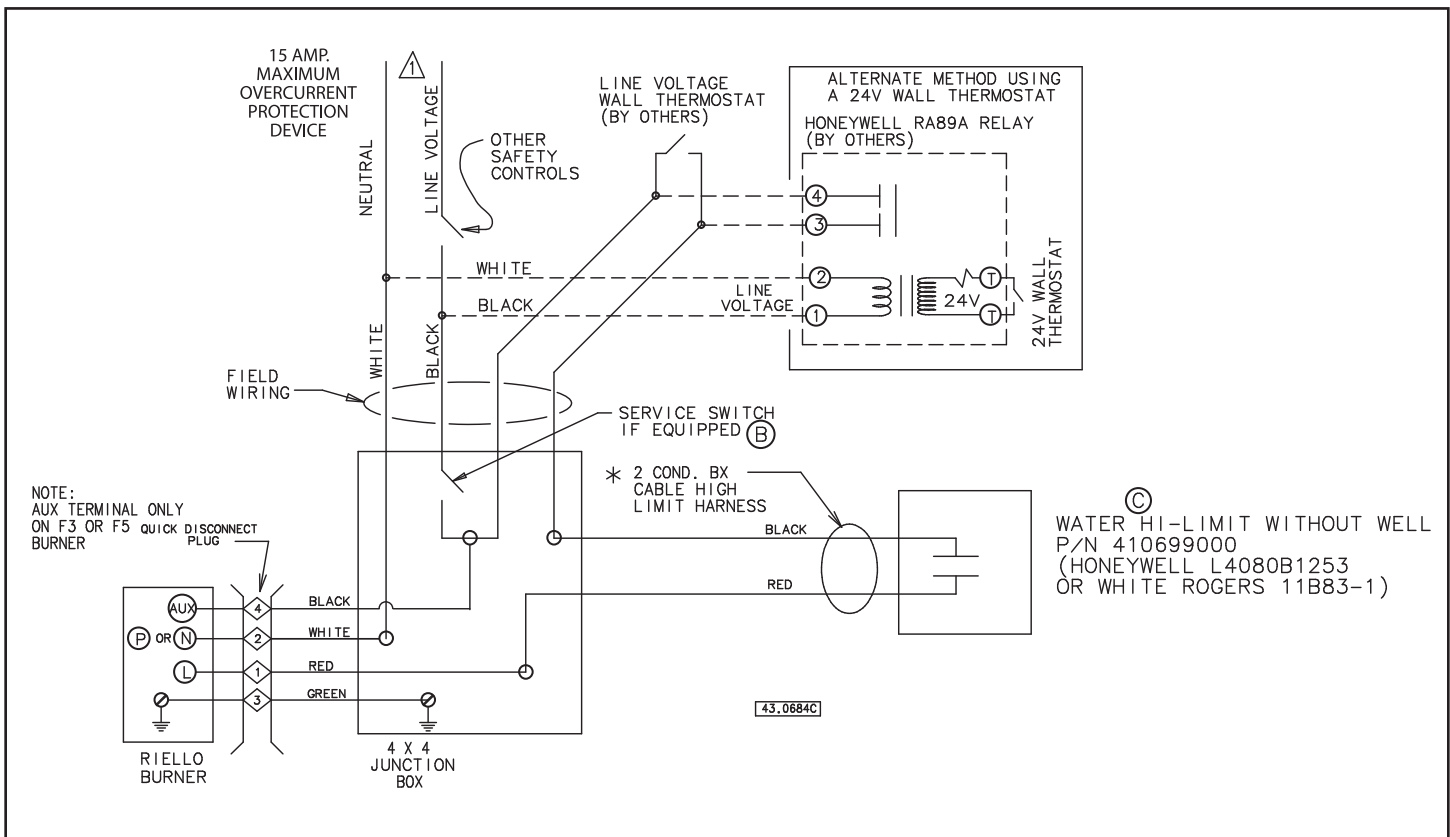 15 AMP.
MAXIMUM
OVERCURRENT
PROTECTION
DEVICE
1
NEUTRAL
LINE VOLTAGE
OTHER
SAFETY
CONTROLS
LINE VOLTAGE
WALL THERMOSTAT
(BY OTHERS)
ALTERNATE METHOD USING
A 24V WALL THERMOSTAT
HONEYWELL RA89A RELAY
(BY OTHERS)
4
3
2
1
LINE
VOLTAGE
24V
T
T
24V WALL
THERMOSTAT
WHITE
BLACK
WHITE
BLACK
FIELD
WIRING
SERVICE SWITCH
IF EQUIPPED B
* 2 COND. BX
CABLE HIGH
LIMIT HARNESS
BLACK
RED
C
WATER HI-LIMIT WITHOUT WELL
P/N 410699000
(HONEYWELL L4080B1253
OR WHITE ROGERS 11B83-1)
NOTE:
AUX TERMINAL ONLY
ON F3 OR F5
BURNER
QUICK DISCONNECT
PLUG
AUX
4
BLACK
P OR N
2
WHITE
L
1
RED
3
GREEN
RIELLO
BURNER
4 X 4
JUNCTION
BOX
43.0684C